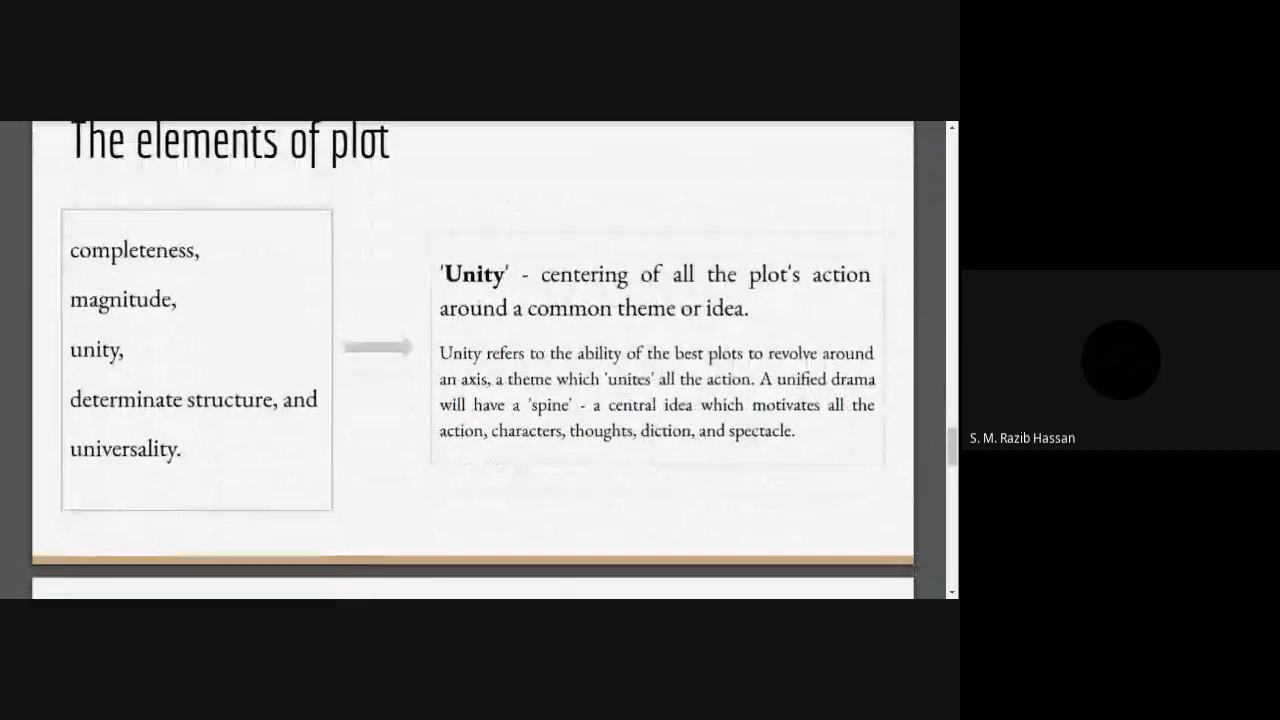 The elements of plot
completeness,
magnitude,
unity,
determinate structure, and
universality.
'Unity' - centering of all the plot's action
around a common theme or idea.
Unity refers to the ability of the best plots to revolve around
an axis, a theme which 'unites' all the action. A unified drama
will have a 'spine' - a central idea which motivates all the
action, characters, thoughts, diction, and spectacle.
S. M. Razib Hassan